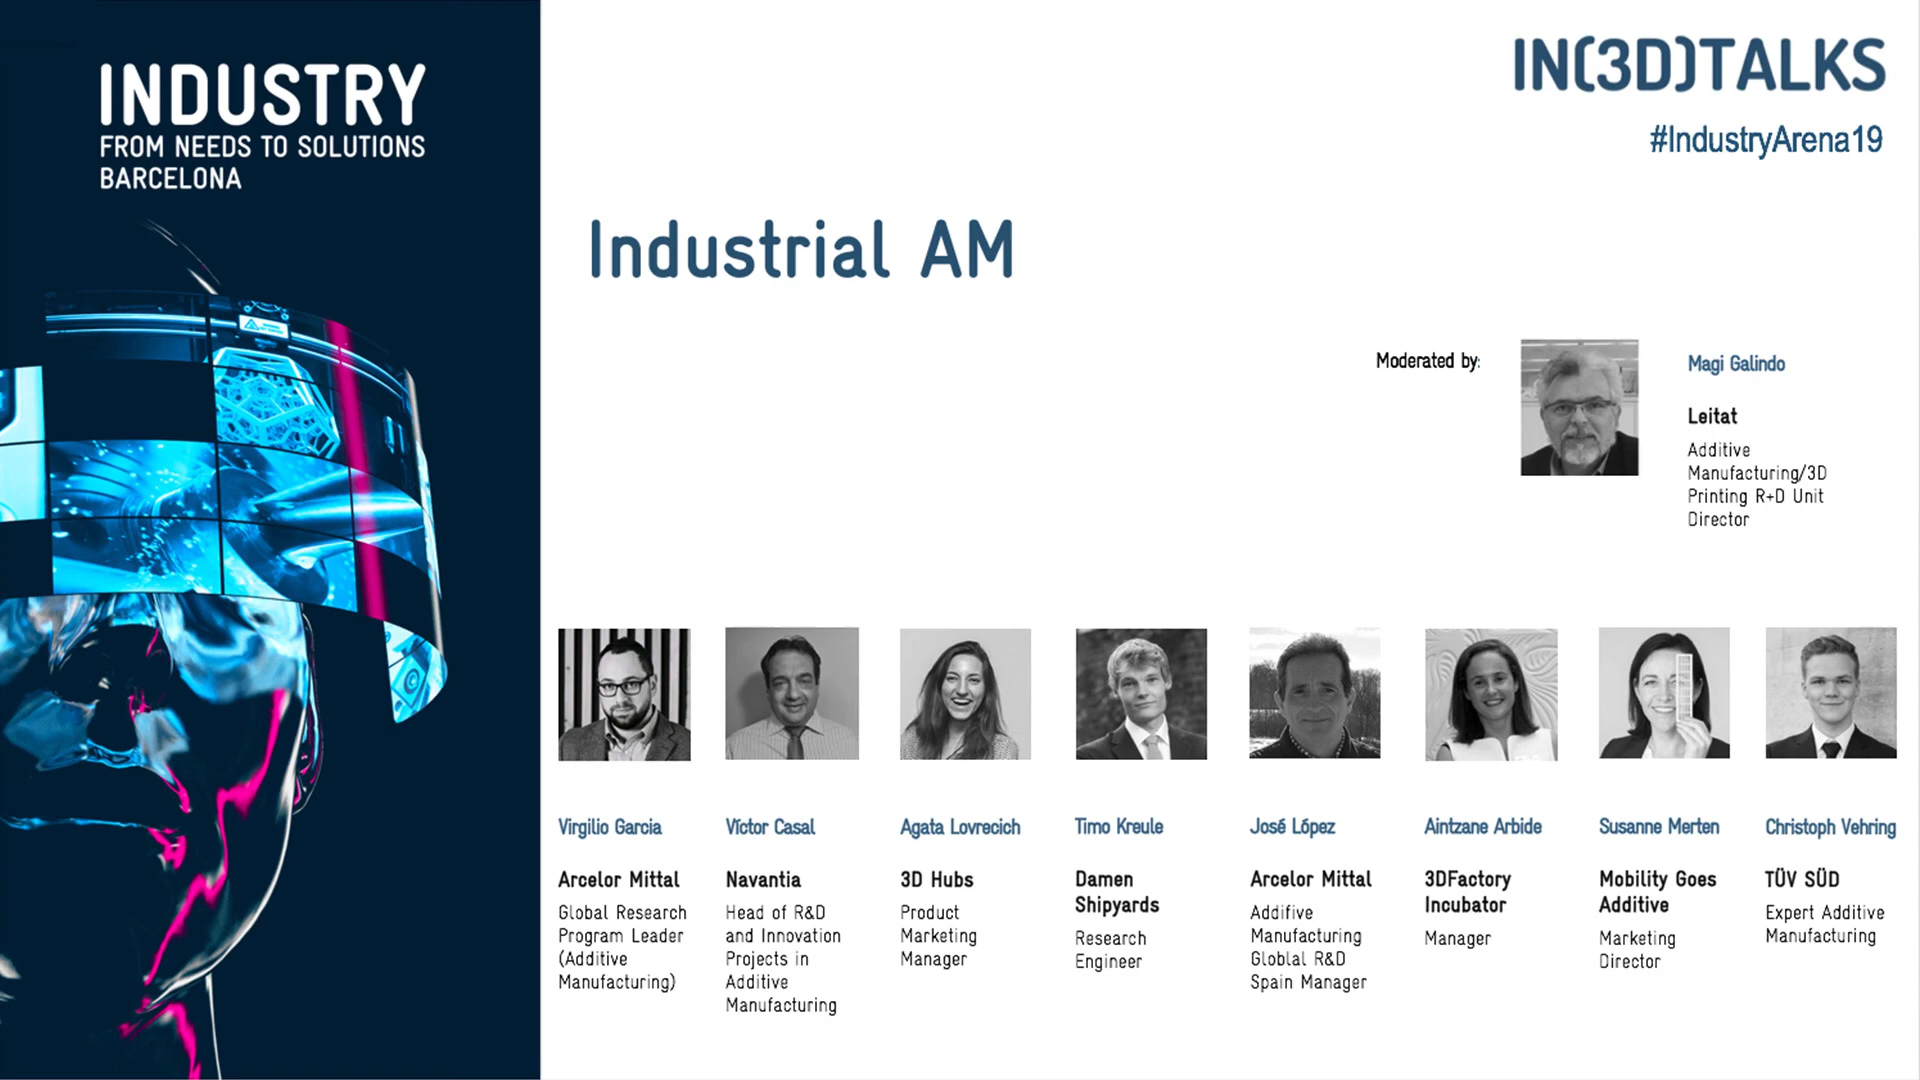 INDUSTRY
FROM NEEDS TO SOLUTIONS
BARCELONA
IN(3D)TALKS
#IndustryArena19
Industrial AM
Moderated by:
Magi Galindo
Leitat
Additive
Manufacturing/3D
Printing R+D Unit
Director
Virgilio Garcia
Arcelor Mittal
Global Research
Program Leader
(Additive
Manufacturing)
Víctor Casal
Navantia
Head of R&D
and Innovation
Projects in
Additive
Manufacturing
Agata Lovrecich
3D Hubs
Product
Marketing
Manager
Timo Kreule
Damen
Shipyards
Research
Engineer
José López
Arcelor Mittal
Addifive
Manufacturing
Globlal R&D
Spain Manager
Aintzane Arbide
3DFactory
Incubator
Manager
Susanne Merten
Mobility Goes
Additive
Marketing
Director
Christoph Vehring
TÜV SÜD
Expert Additive
Manufacturing